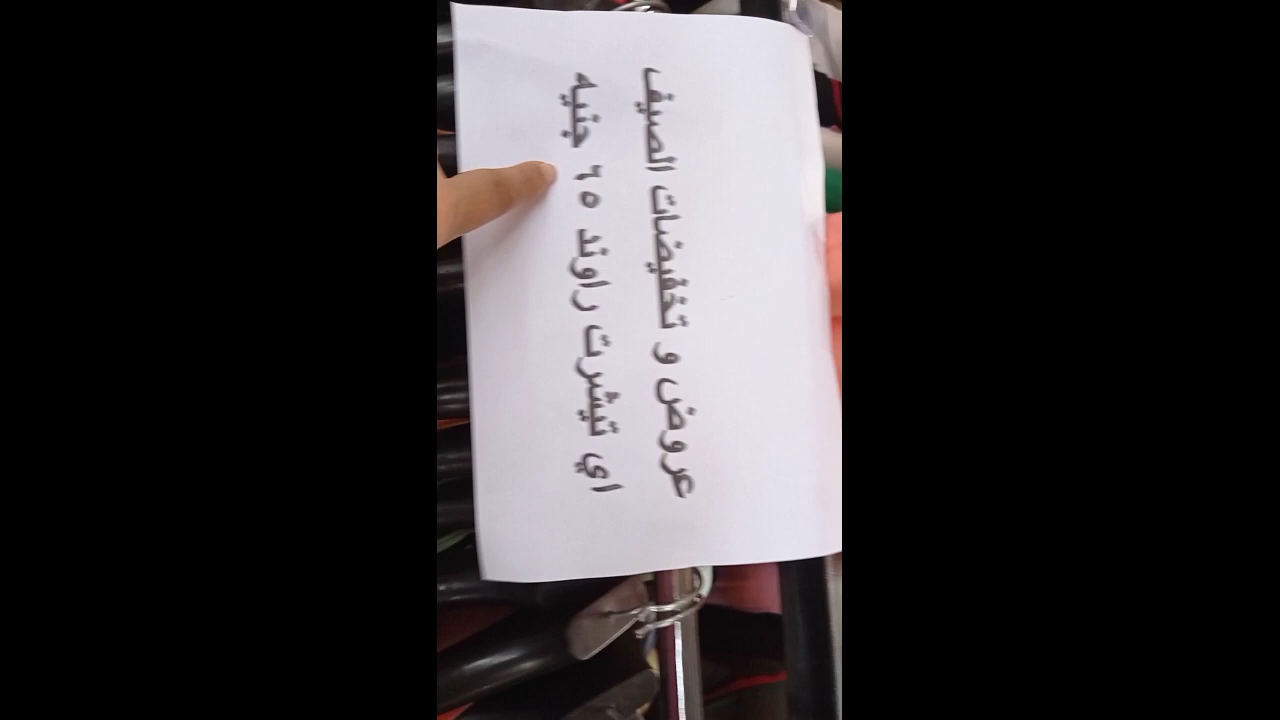 عروض و تخفيضات الصيف
اي تيشرت راوند ٦٥ جنيه